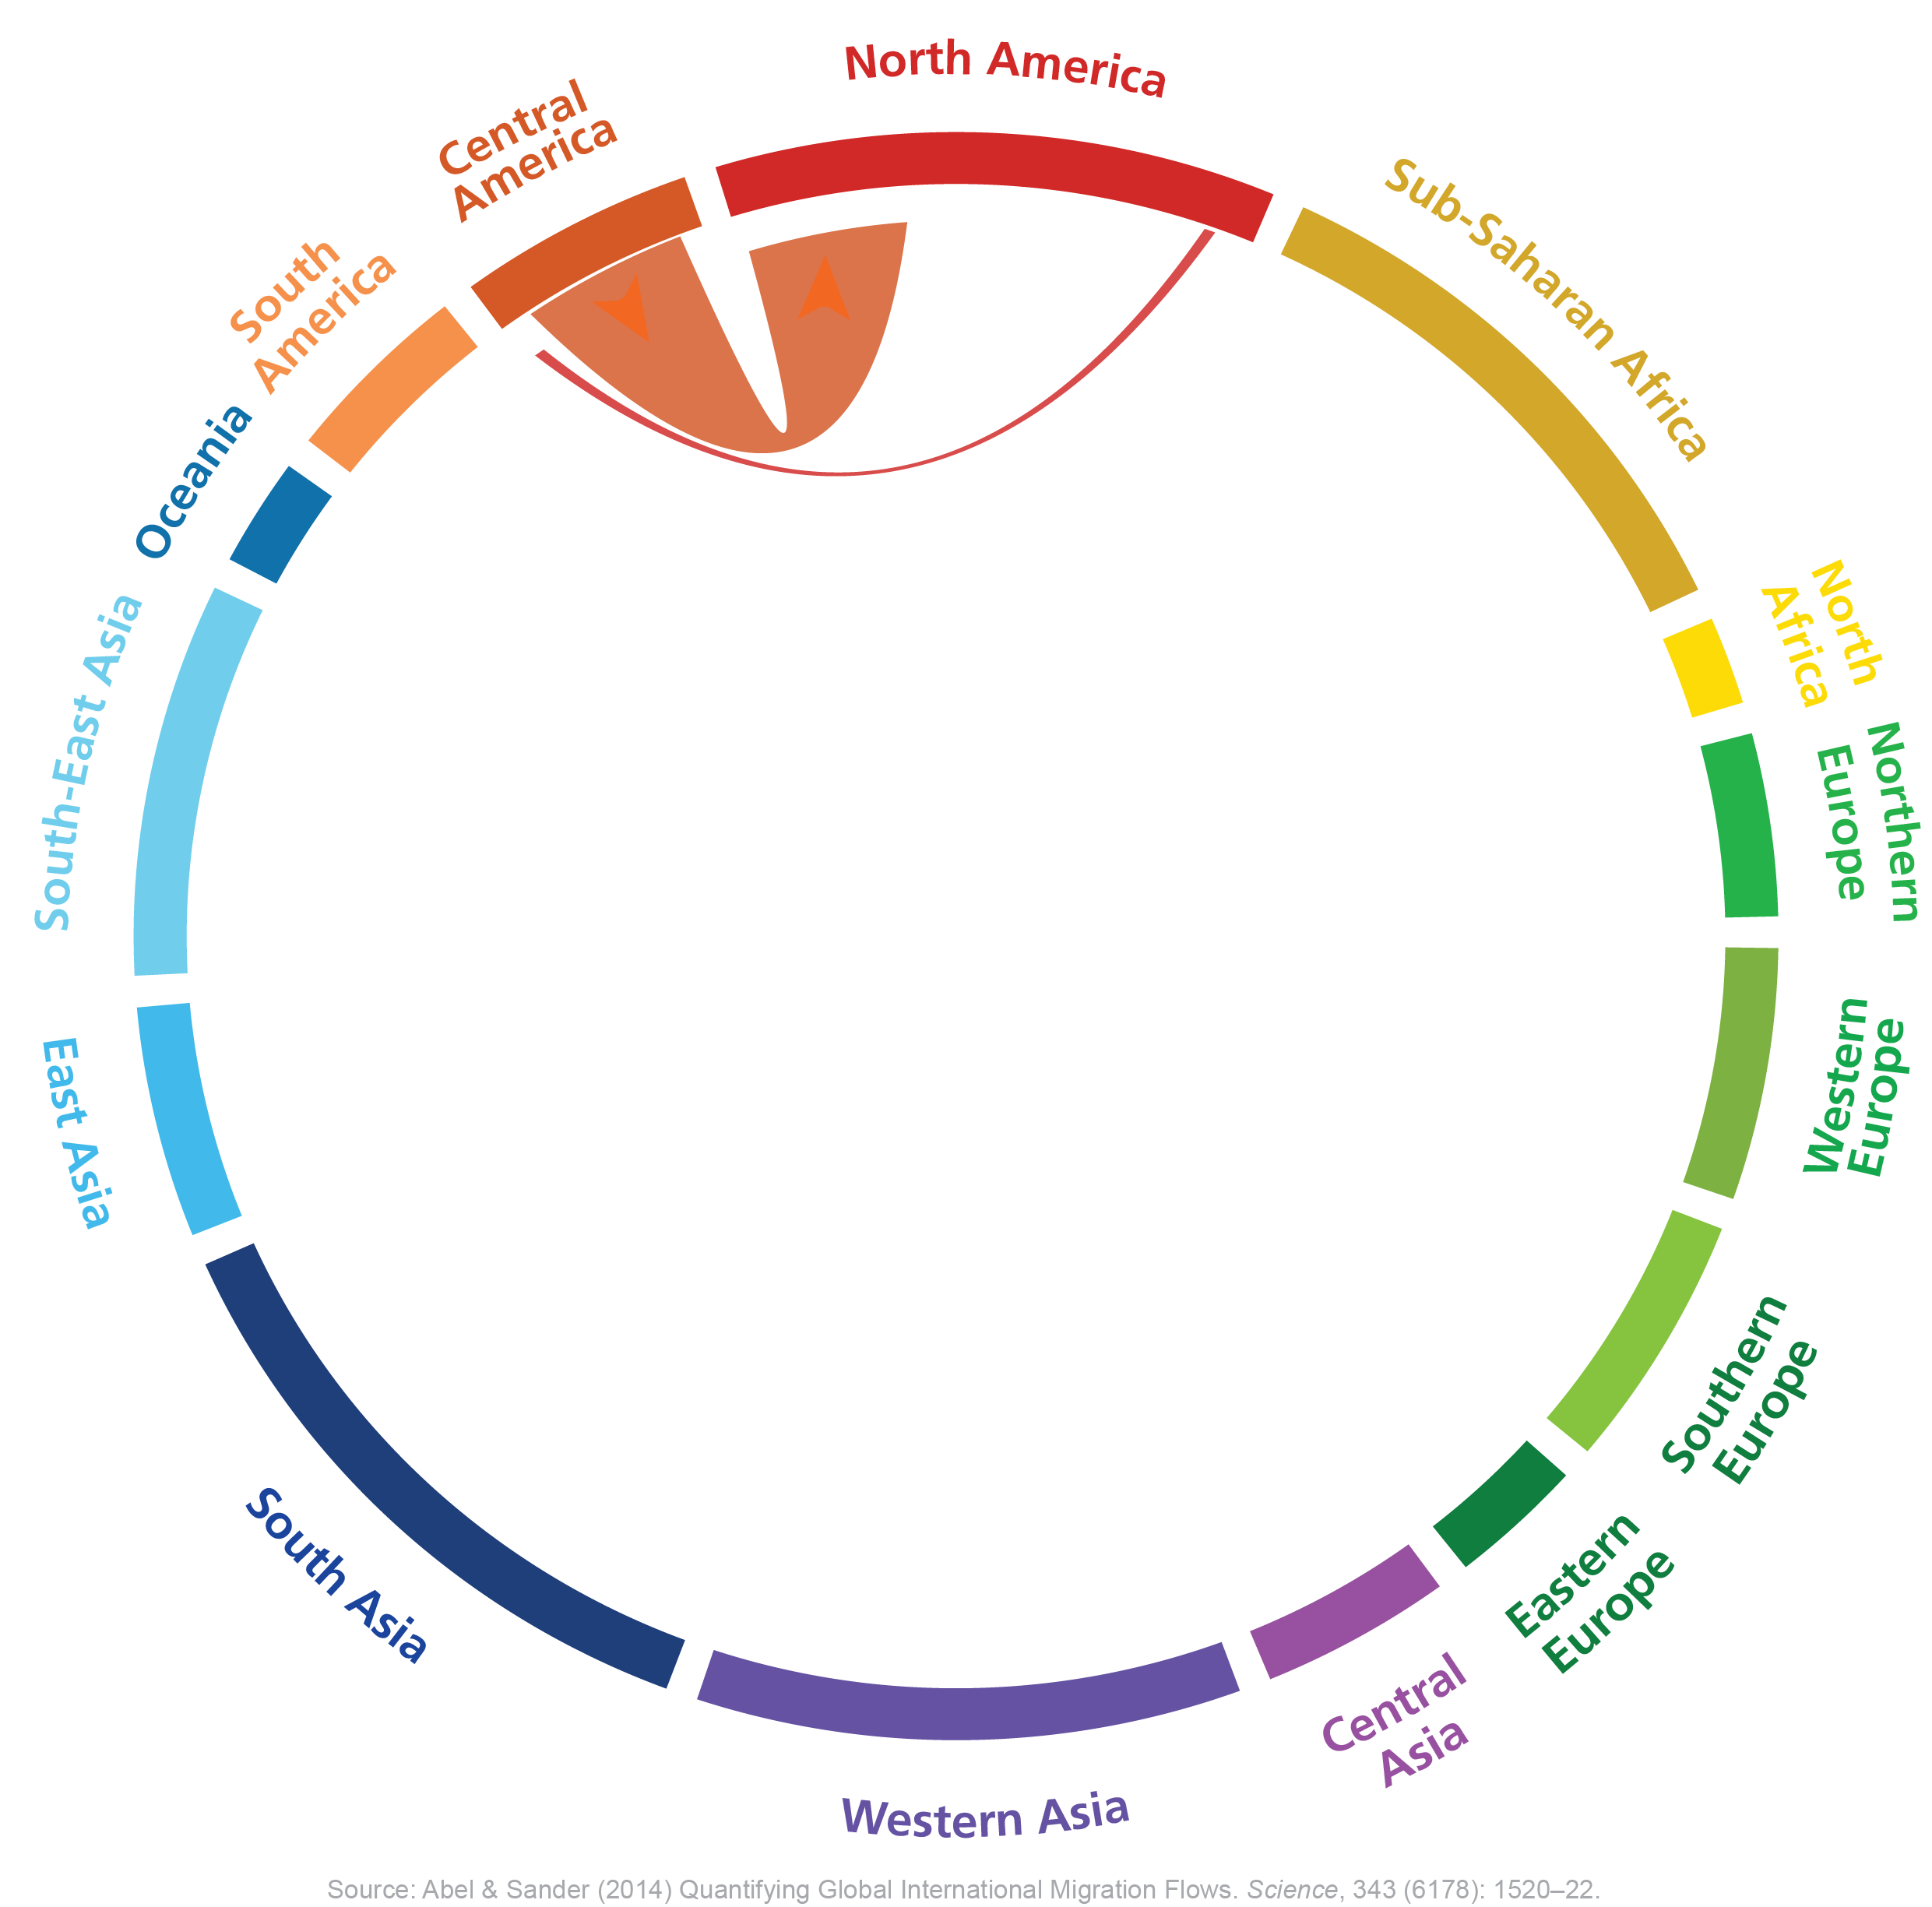 North America
Central
America
Sub-Saharan Africa
South
America
North
Africa
Oceania
Northern
Europe
South-East Asia
Western
Europe
East Asia
Southern
Europe
South Asia
Eastern
Europe
Central
Asia
Western Asia
Source: Abel & Sander (2014) Quantifying Global International Migration Flows. Science, 343 (6178): 1520–22.